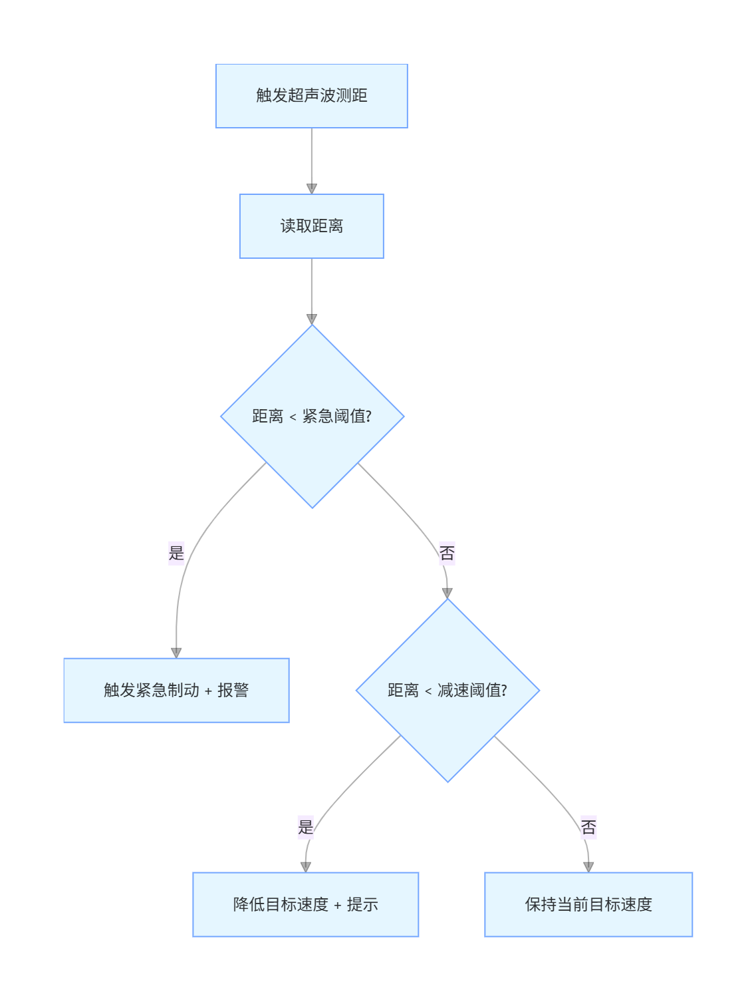 触发超声波测距
读取距离
距离 < 紧急阈值?
是
否
触发紧急制动 + 报警
距离 < 减速阈值?
是
否
降低目标速度 + 提示
保持当前目标速度